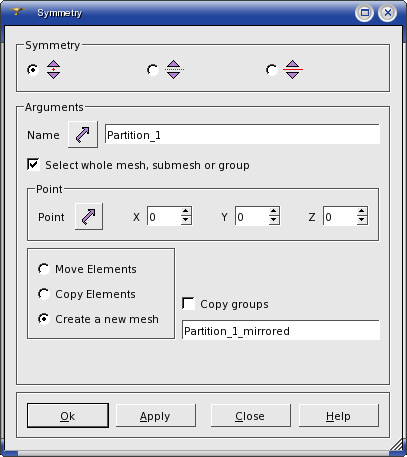 Symmetry
Symmetry
Arguments
Name Partition_1
Select whole mesh, submesh or group
Point
Point X 0 Y 0 Z 0
Move Elements
Copy Elements
Copy groups
Create a new mesh
Partition_1_mirrored
Ok Apply Close Help